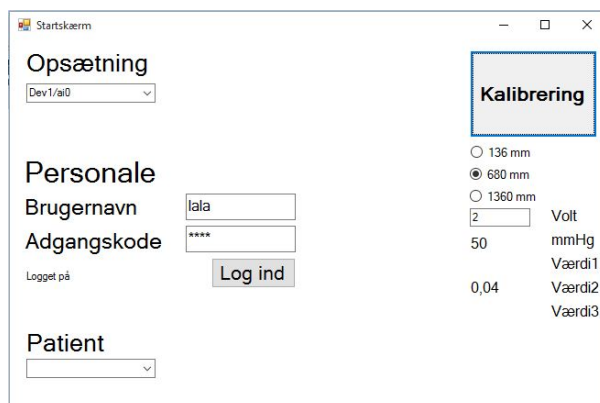 Startskærm
Opsætning
Dev1/ai0
Personale
Brugernavn lala
Adgangskode ****
Logget på Log ind
Patient
Kalibrering
136 mm
680 mm
1360 mm
2 Volt
50 mmHg
Værdi1
0,04 Værdi2
Værdi3